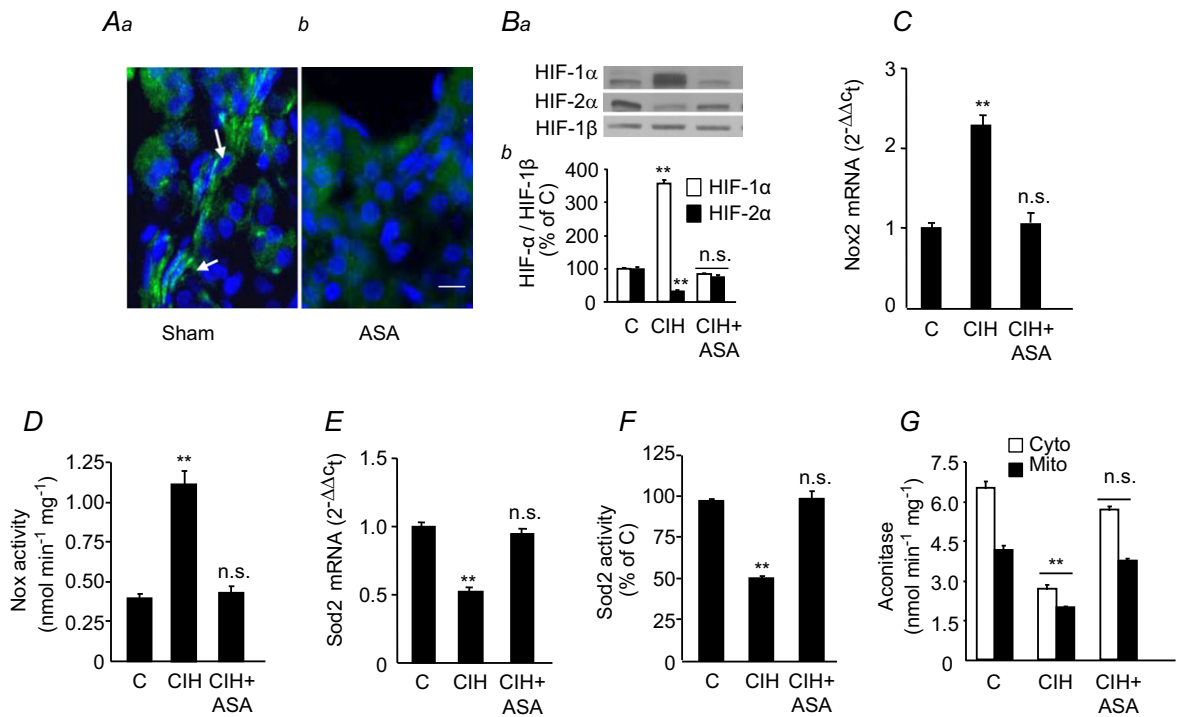 Aa
b
Sham
ASA
Ba
HIF-1α
HIF-2α
HIF-1β
b
HIF-α / HIF-1β
(% of C)
400
300
200
100
0
**
**
n.s.
HIF-1α
HIF-2α
C
CIH
CIH+
ASA
C
Nox2 mRNA (2-ΔΔct)
3
2
1
0
**
n.s.
C
CIH
CIH+
ASA
D
Nox activity
(nmol min-1 mg-1)
1.25
1.00
0.75
0.50
0.25
0
**
n.s.
C
CIH
CIH+
ASA
E
Sod2 mRNA (2-ΔΔct)
1.5
1.0
0.5
0
**
n.s.
C
CIH
CIH+
ASA
F
Sod2 activity
(% of C)
125
100
75
50
25
0
**
n.s.
C
CIH
CIH+
ASA
G
Cyto
Mito
Aconitase
(nmol min-1 mg-1)
7.5
6.0
4.5
3.0
1.5
0
**
n.s.
C
CIH
CIH+
ASA